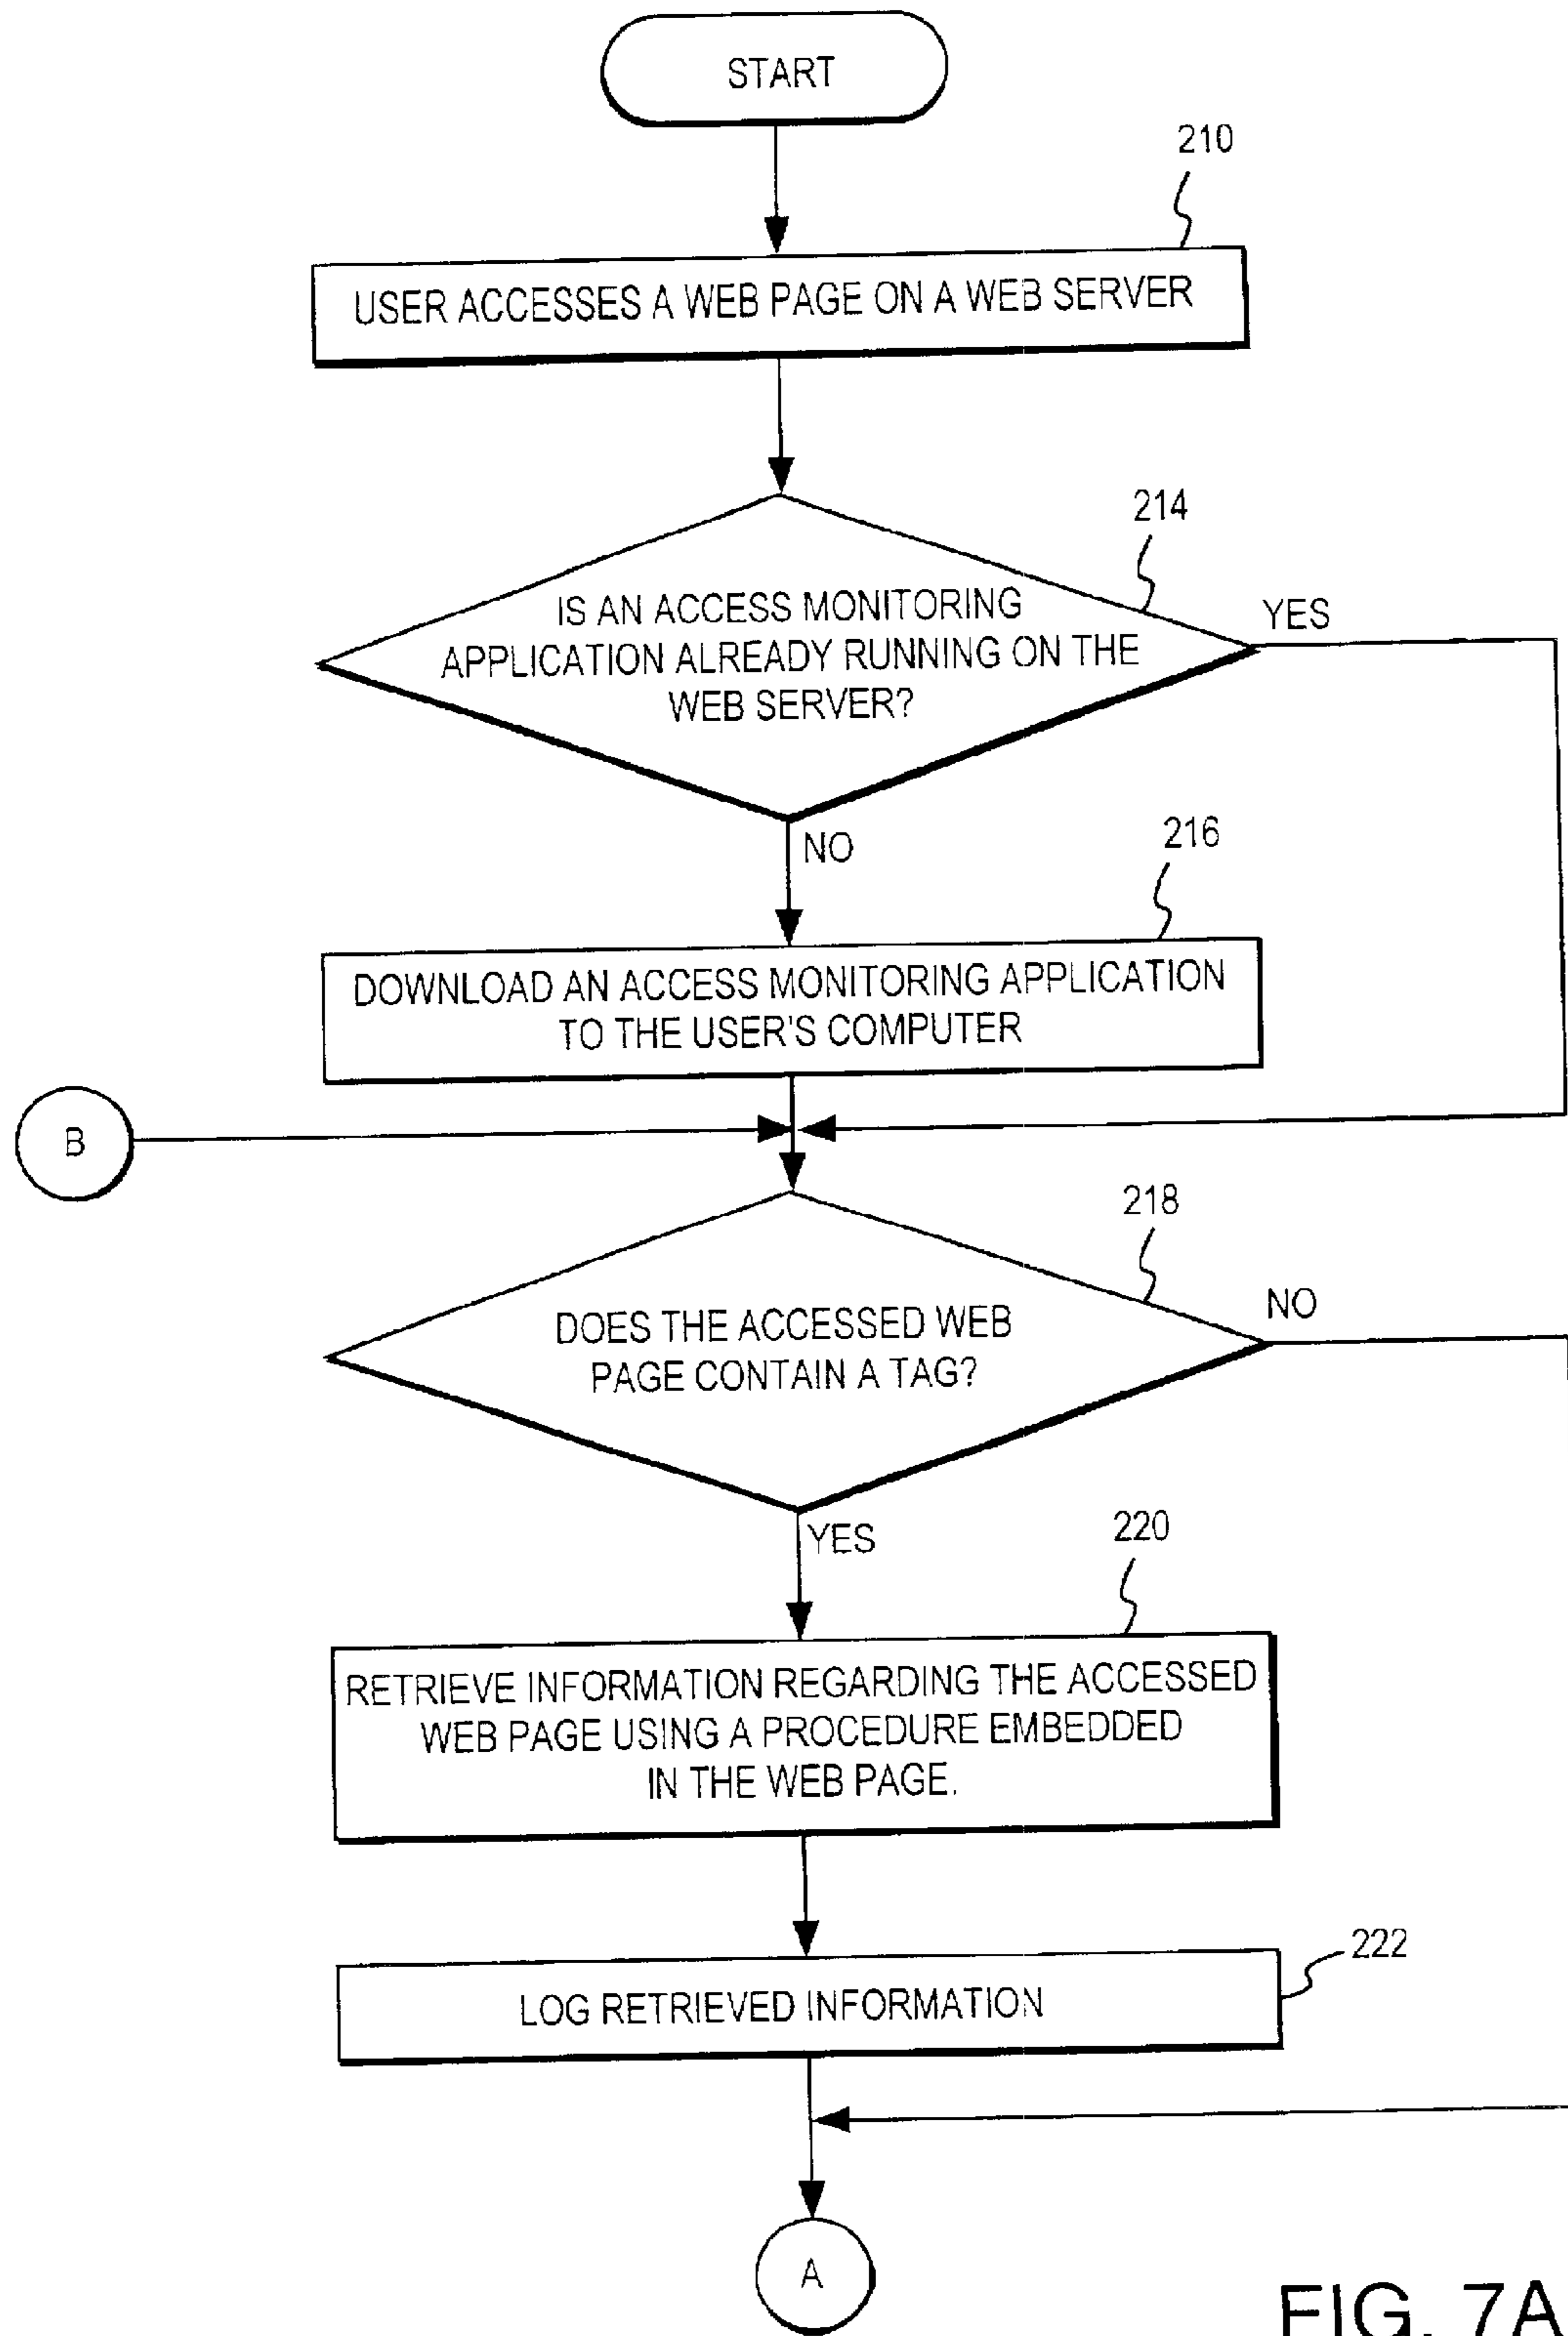 START
210
USER ACCESSES A WEB PAGE ON A WEB SERVER
214
IS AN ACCESS MONITORING
APPLICATION ALREADY RUNNING ON THE
WEB SERVER?
YES
NO
216
DOWNLOAD AN ACCESS MONITORING APPLICATION
TO THE USER'S COMPUTER
B
218
DOES THE ACCESSED WEB
PAGE CONTAIN A TAG?
NO
YES
220
RETRIEVE INFORMATION REGARDING THE ACCESSED
WEB PAGE USING A PROCEDURE EMBEDDED
IN THE WEB PAGE.
222
LOG RETRIEVED INFORMATION
A
FIG. 7A